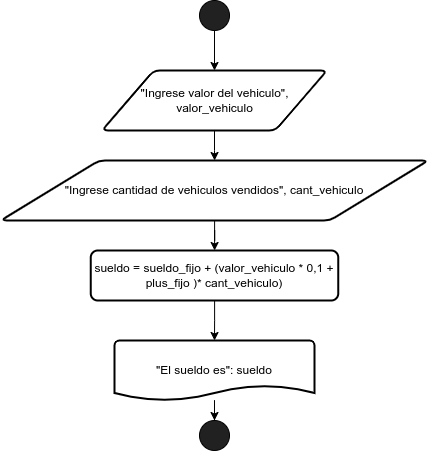 "Ingrese valor del vehiculo",
valor_vehiculo
"Ingrese cantidad de vehiculos vendidos", cant_vehiculo
sueldo = sueldo_fijo + (valor_vehiculo * 0,1 +
plus_fijo )* cant_vehiculo)
"El sueldo es": sueldo